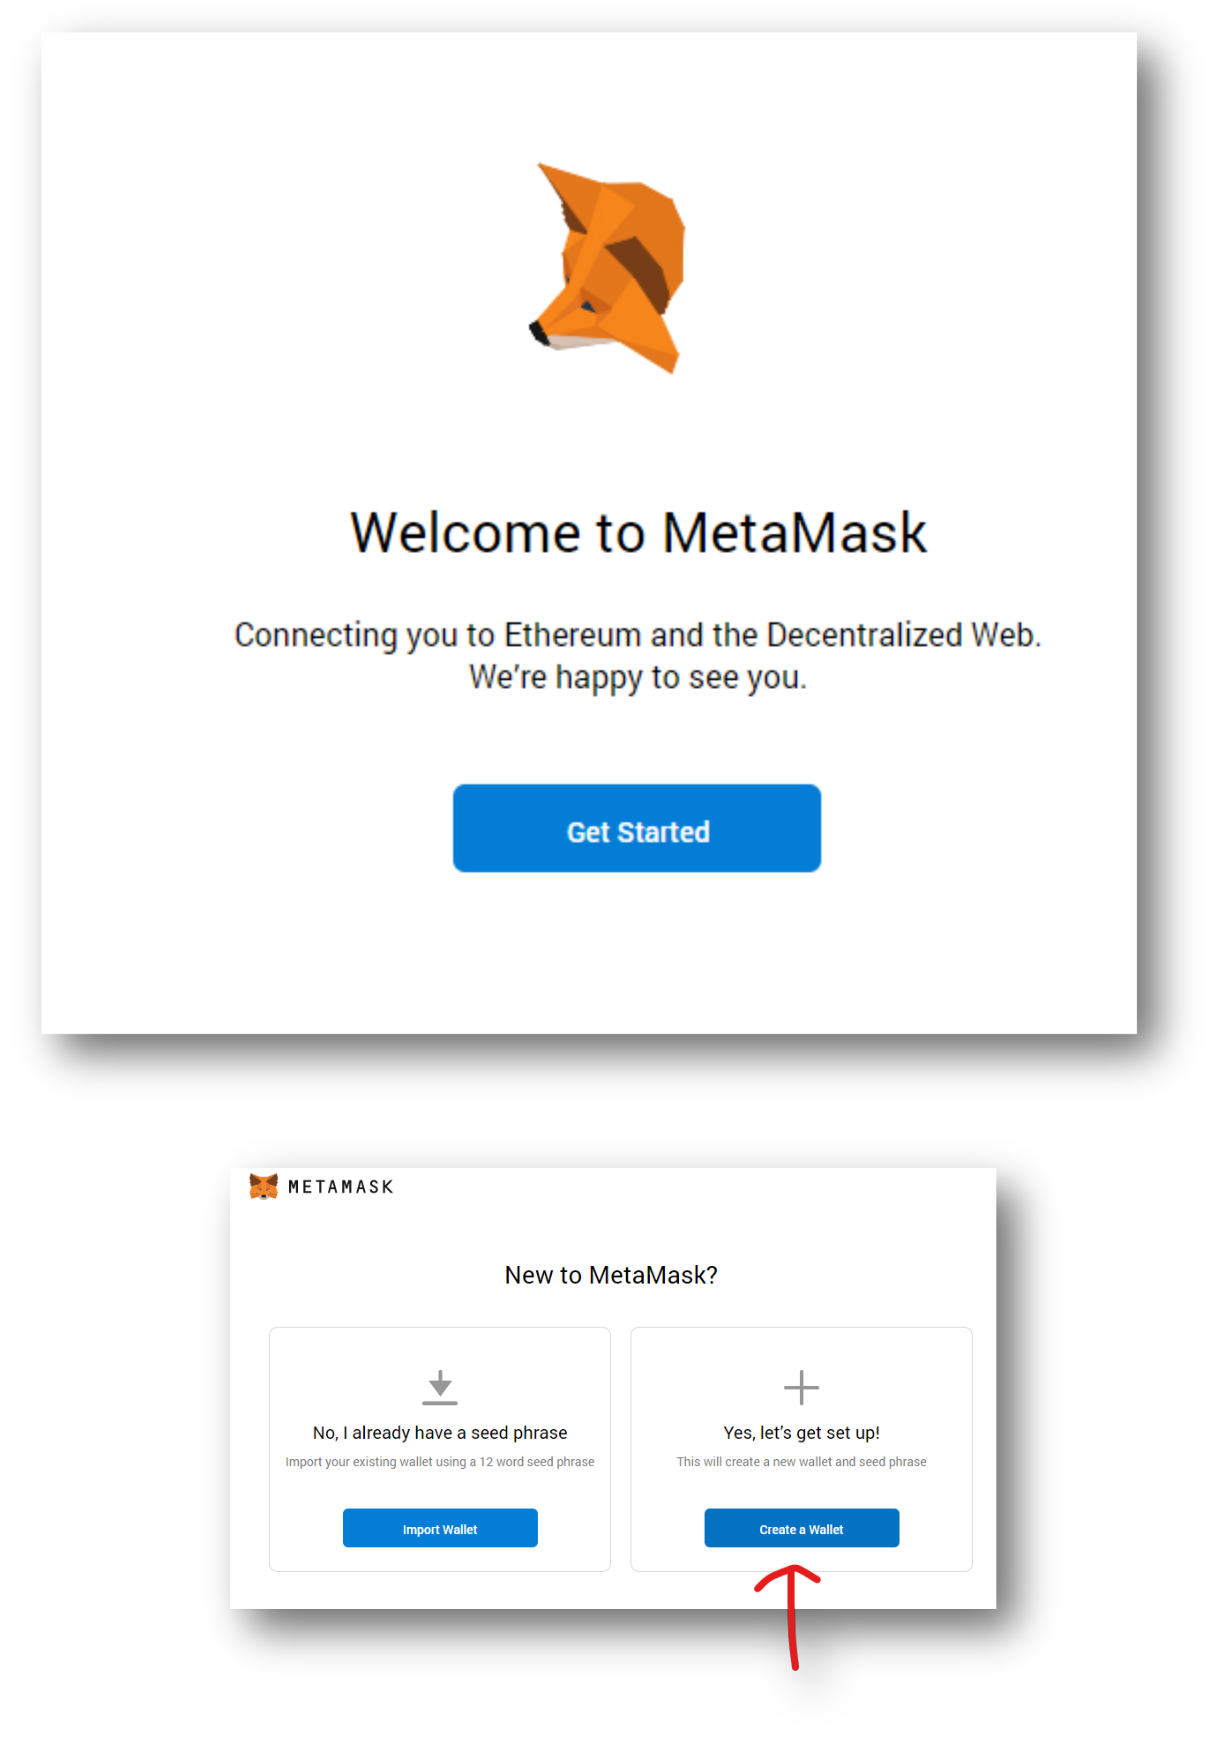 Welcome to MetaMask
Connecting you to Ethereum and the Decentralized Web.
We're happy to see you.
Get Started
METAMASK
New to MetaMask?
No, I already have a seed phrase
Import your existing wallet using a 12 word seed phrase
Import Wallet
Yes, let's get set up!
This will create a new wallet and seed phrase
Create a Wallet